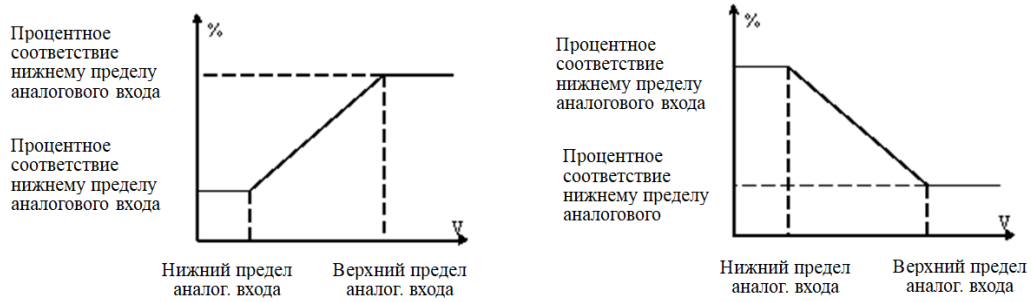 %
Процентное
соответствие
нижнему пределу
аналогового входа
Процентное
соответствие
нижнему пределу
аналогового входа
V
Нижний предел
аналог. входа
Верхний предел
аналог. входа
%
Процентное
соответствие
нижнему пределу
аналогового входа
Процентное
соответствие
нижнему пределу
аналогового
V
Нижний предел
аналог. входа
Верхний предел
аналог. входа